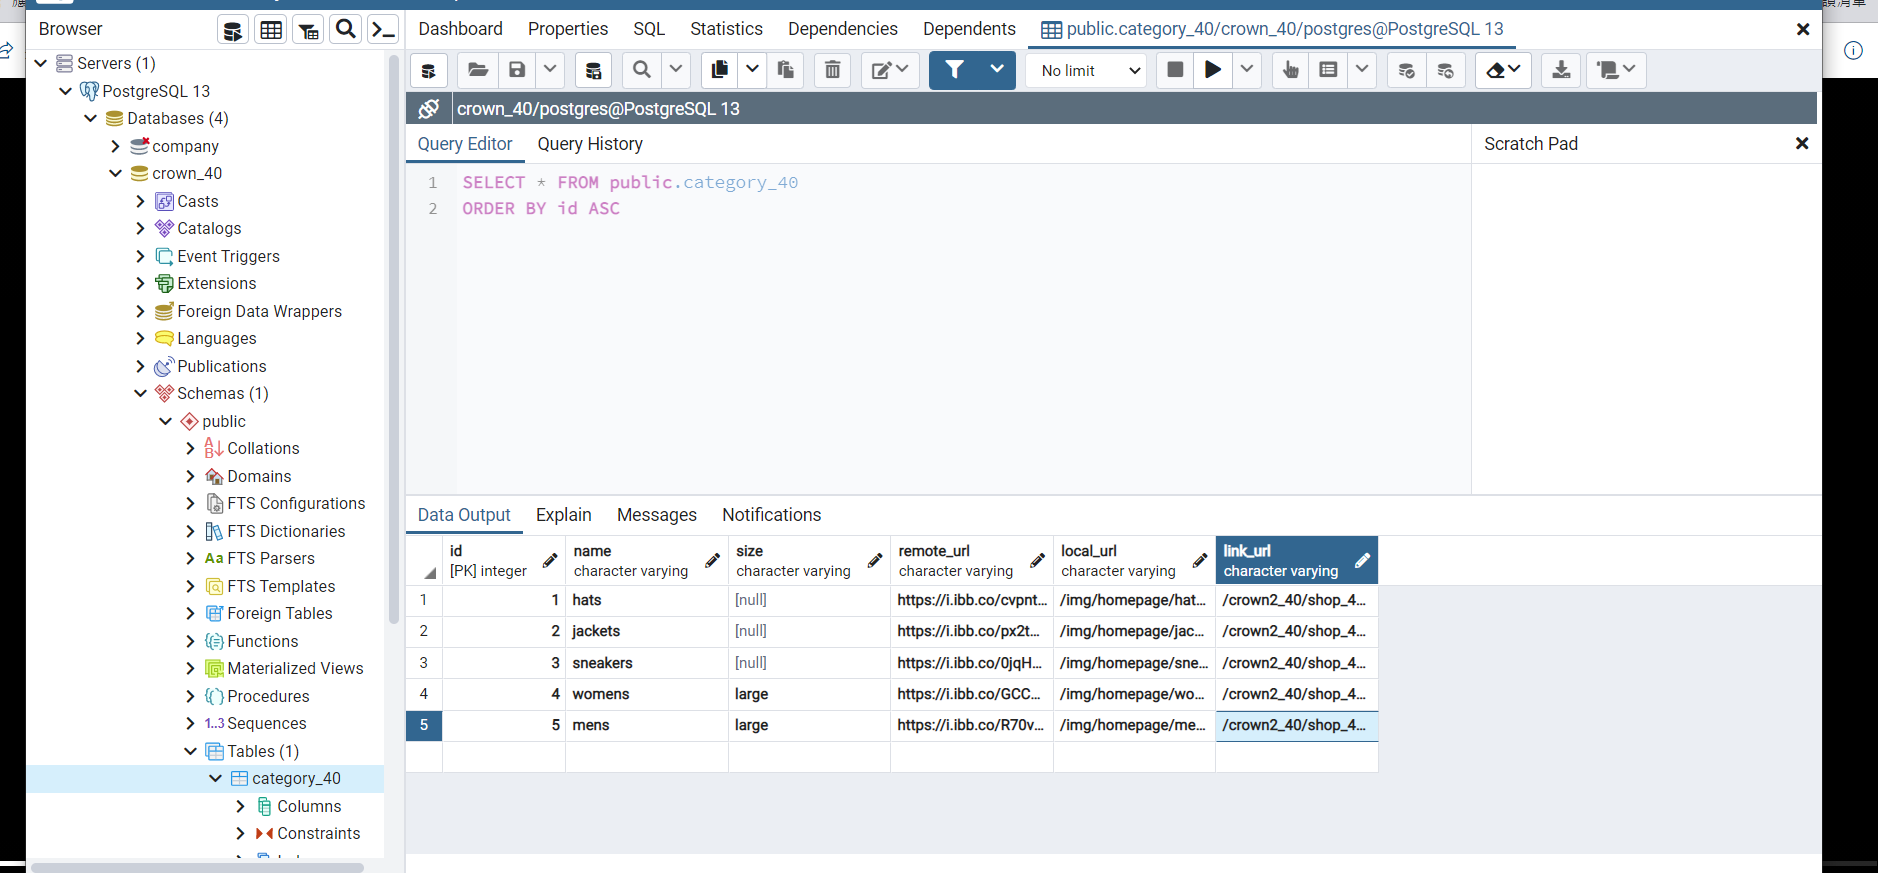 Browser
Servers (1)
PostgreSQL 13
Databases (4)
company
crown_40
Casts
Catalogs
Event Triggers
Extensions
Foreign Data Wrappers
Languages
Publications
Schemas (1)
public
Collations
Domains
FTS Configurations
FTS Dictionaries
Aa FTS Parsers
FTS Templates
Foreign Tables
Functions
Materialized Views
Procedures
1..3 Sequences
Tables (1)
category_40
Columns
Constraints
Dashboard Properties SQL Statistics Dependencies Dependents public.category_40/crown_40/postgres@PostgreSQL 13
No limit
crown_40/postgres@PostgreSQL 13
Query Editor Query History
Scratch Pad
1 SELECT * FROM public.category_40
2 ORDER BY id ASC
Data Output Explain Messages Notifications
id name size remote_url local_url link_url
[PK] integer character varying character varying character varying character varying character varying
1 1 hats [null] https://i.ibb.co/cvpnt... /img/homepage/hat... /crown2_40/shop_4...
2 2 jackets [null] https://i.ibb.co/px2t... /img/homepage/jac... /crown2_40/shop_4...
3 3 sneakers [null] https://i.ibb.co/0jqH... /img/homepage/sne... /crown2_40/shop_4...
4 4 womens large https://i.ibb.co/GCC... /img/homepage/wo... /crown2_40/shop_4...
5 5 mens large https://i.ibb.co/R70v... /img/homepage/me... /crown2_40/shop_4...